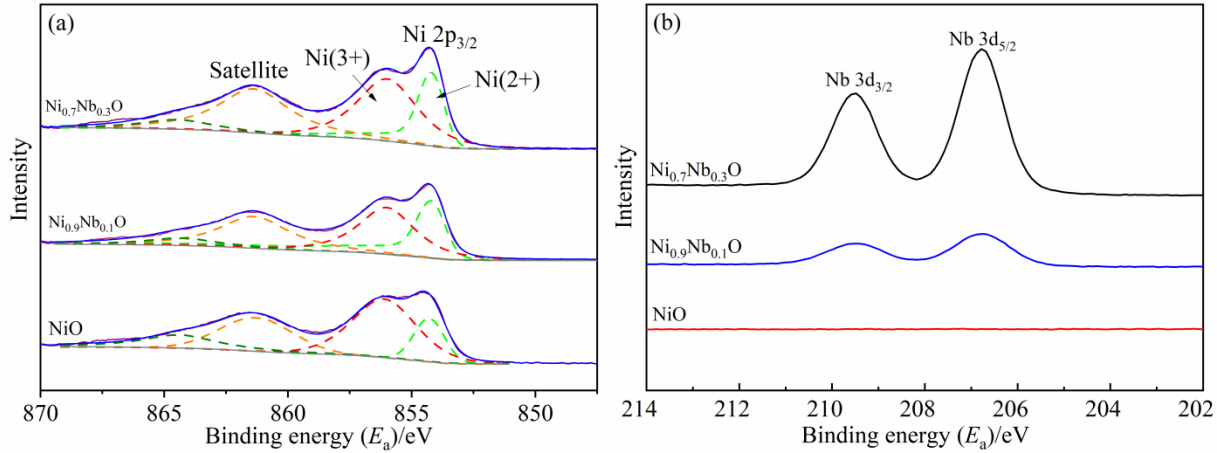 (a)
Ni 2p3/2
Ni(3+)
Satellite
Ni(2+)
Ni0.7Nb0.3O
Ni0.9Nb0.1O
NiO
Intensity
870 865 860 855 850
Binding energy (Ea)/eV
(b)
Nb 3d5/2
Nb 3d3/2
Ni0.7Nb0.3O
Ni0.9Nb0.1O
NiO
Intensity
214 212 210 208 206 204 202
Binding energy (Ea)/eV